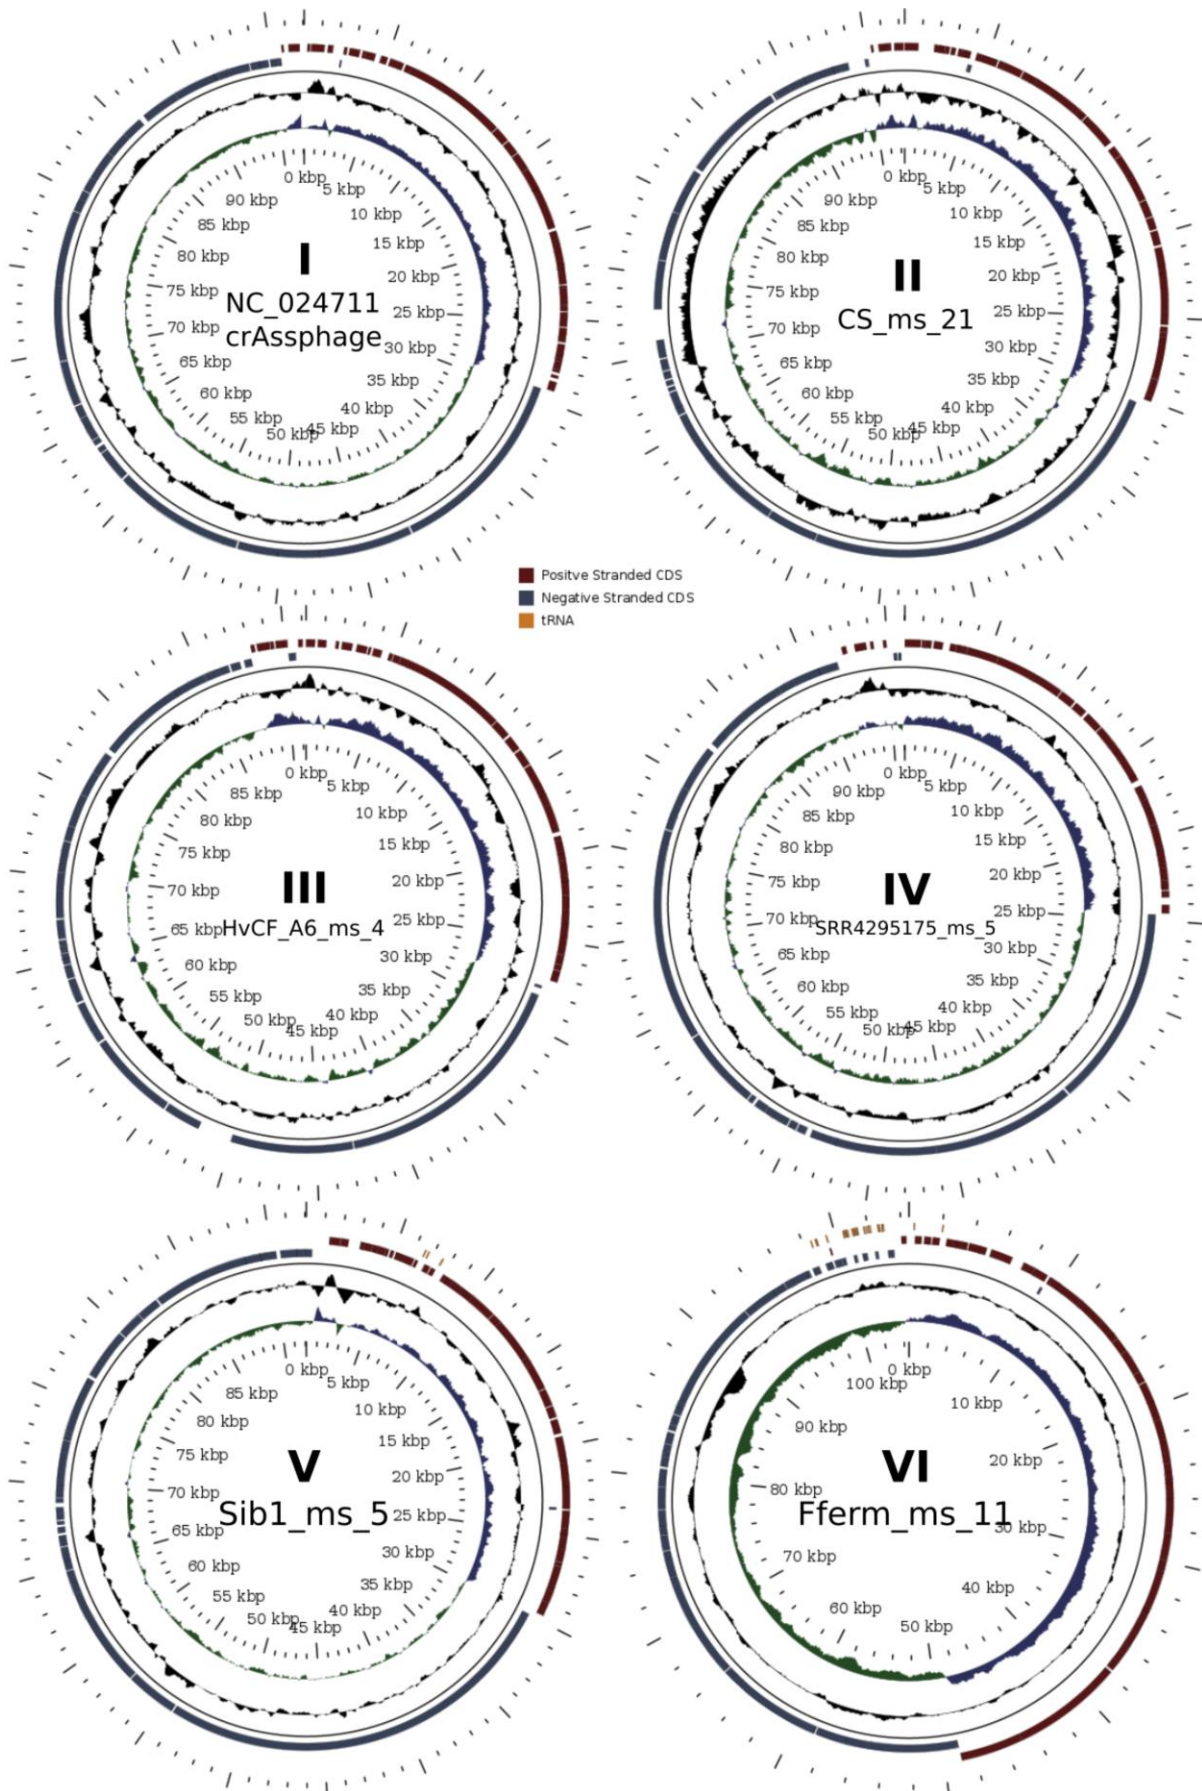 0 kbp
5 kbp
10 kbp
15 kbp
20 kbp
25 kbp
30 kbp
35 kbp
40 kbp
45 kbp
50 kbp
55 kbp
60 kbp
65 kbp
70 kbp
75 kbp
80 kbp
85 kbp
90 kbp
I
NC_024711
crAssphage
0 kbp
5 kbp
10 kbp
15 kbp
20 kbp
25 kbp
30 kbp
35 kbp
40 kbp
45 kbp
50 kbp
55 kbp
60 kbp
65 kbp
70 kbp
75 kbp
80 kbp
85 kbp
90 kbp
II
CS_ms_21
Positve Stranded CDS
Negative Stranded CDS
tRNA
0 kbp
5 kbp
10 kbp
15 kbp
20 kbp
25 kbp
30 kbp
35 kbp
40 kbp
45 kbp
50 kbp
55 kbp
60 kbp
65 kbp
70 kbp
75 kbp
80 kbp
85 kbp
III
HvCF_A6_ms_4
0 kbp
5 kbp
10 kbp
15 kbp
20 kbp
25 kbp
30 kbp
35 kbp
40 kbp
45 kbp
50 kbp
55 kbp
60 kbp
65 kbp
70 kbp
75 kbp
80 kbp
85 kbp
90 kbp
IV
SRR4295175_ms_5
0 kbp
5 kbp
10 kbp
15 kbp
20 kbp
25 kbp
30 kbp
35 kbp
40 kbp
45 kbp
50 kbp
55 kbp
60 kbp
65 kbp
70 kbp
75 kbp
80 kbp
85 kbp
V
Sib1_ms_5
0 kbp
10 kbp
20 kbp
30 kbp
40 kbp
50 kbp
60 kbp
70 kbp
80 kbp
90 kbp
100 kbp
VI
Fferm_ms_11